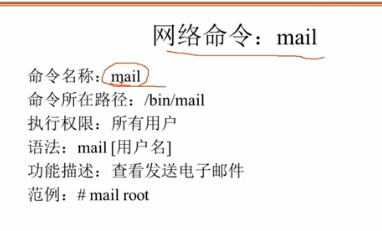 网络命令：mail
命令名称：mail
命令所在路径：/bin/mail
执行权限：所有用户
语法：mail [用户名]
功能描述：查看发送电子邮件
范例：# mail root